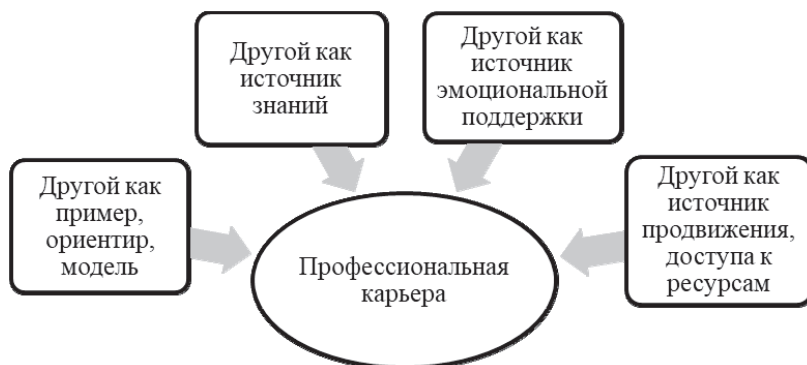 Другой как
источник
знаний
Другой как
источник
эмоциональной
поддержки
Другой как
пример,
ориентир,
модель
Другой как
источник
продвижения,
доступа к
ресурсам
Профессиональная
карьера